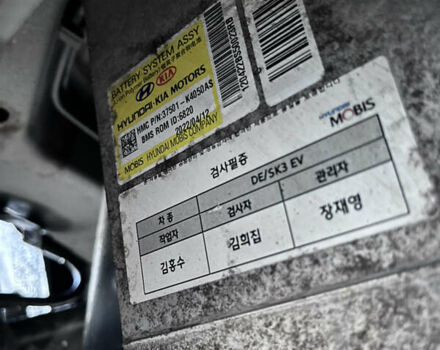 BATTERY SYSTEM ASSY
HYUNDAI·KIA MOTORS
HMC P/N:37501-K4050AS
BMS ROM ID:6820
2022/04/12
MOBIS HYUNDAI MOBIS COMPANY
HYUNDAI
MOBIS
검사필증
차종 DE/SK3 EV
작업자 검사자 관리자
김흥수 김희집 장재영